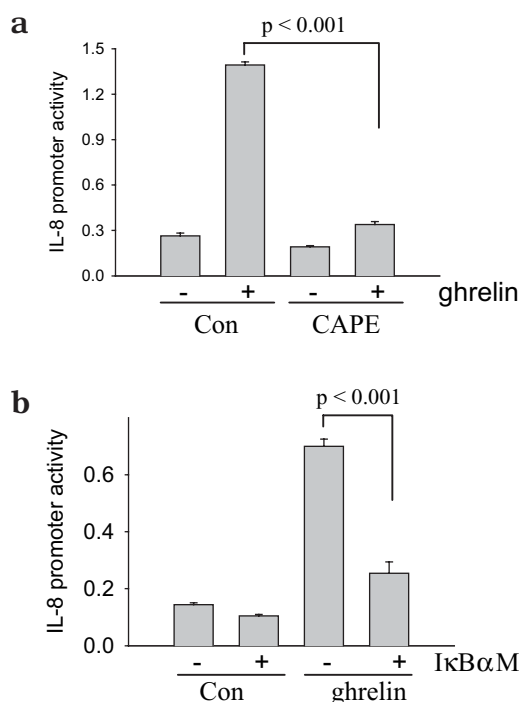 a
p < 0.001
IL-8 promoter activity
1.5
1.2
0.9
0.6
0.3
0.0
- + - + ghrelin
Con CAPE
b
p < 0.001
IL-8 promoter activity
0.6
0.4
0.2
0.0
- + - + IκBαM
Con ghrelin